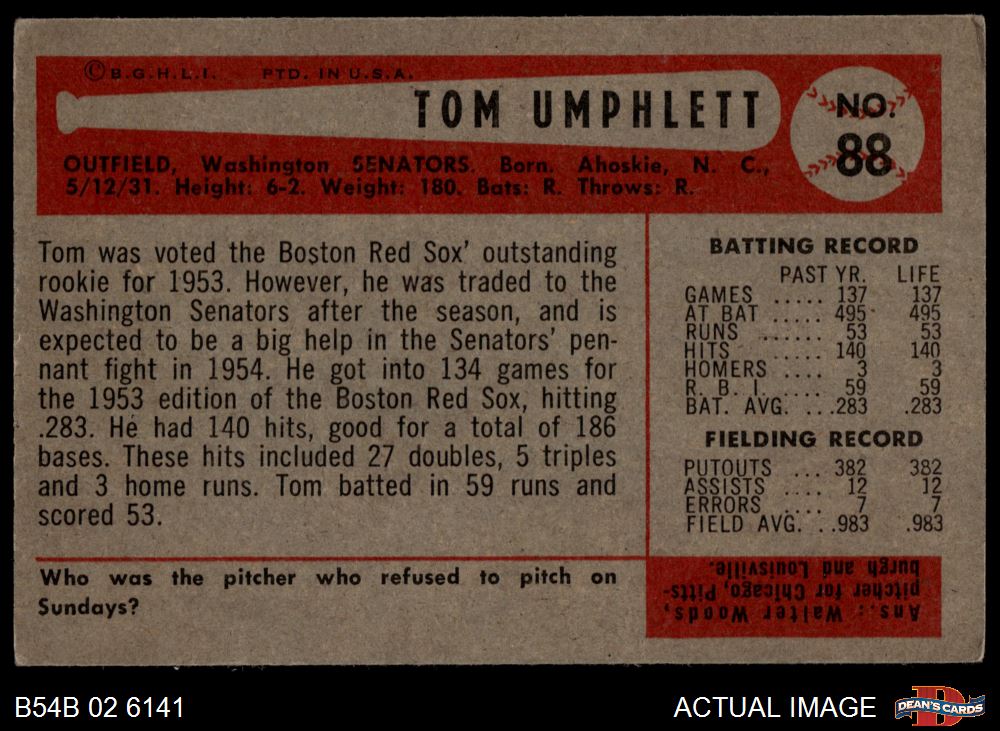 © B.G.H.L.I. PTD. IN U.S.A.
TOM UMPHLETT
NO.
88
OUTFIELD, Washington SENATORS. Born, Ahoskie, N. C.,
5/12/31. Height: 6-2. Weight: 180. Bats: R. Throws: R.
Tom was voted the Boston Red Sox' outstanding
rookie for 1953. However, he was traded to the
Washington Senators after the season, and is
expected to be a big help in the Senators' pen-
nant fight in 1954. He got into 134 games for
the 1953 edition of the Boston Red Sox, hitting
.283. He had 140 hits, good for a total of 186
bases. These hits included 27 doubles, 5 triples
and 3 home runs. Tom batted in 59 runs and
scored 53.
BATTING RECORD
PAST YR. LIFE
GAMES ..... 137 137
AT BAT ..... 495 495
RUNS ...... 53 53
HITS ...... 140 140
HOMERS .... 3 3
R. B. I. .... 59 59
BAT. AVG. ...283 .283
FIELDING RECORD
PUTOUTS ... 382 382
ASSISTS .... 12 12
ERRORS .... 7 7
FIELD AVG. ..983 .983
Who was the pitcher who refused to pitch on
Sundays?
Ans.: Walter Woods,
pitcher for Chicago, Pitts-
burgh and Louisville.
B54B 02 6141
ACTUAL IMAGE
DEAN'S CARDS